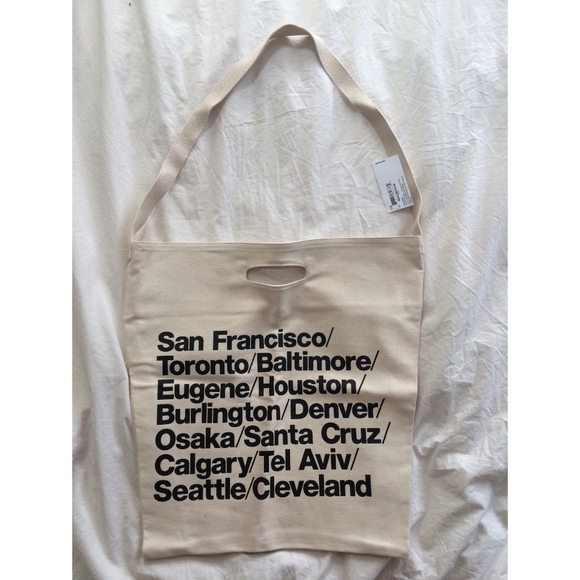 San Francisco/
Toronto/Baltimore/
Eugene/Houston/
Burlington/Denver/
Osaka/Santa Cruz/
Calgary/Tel Aviv/
Seattle/Cleveland